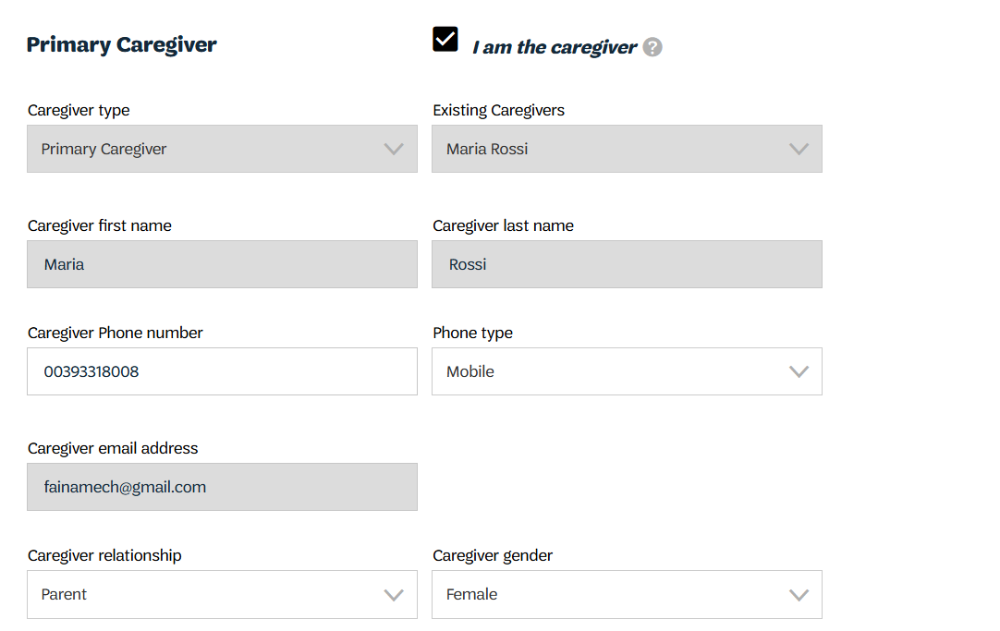 Primary Caregiver
I am the caregiver ?
Caregiver type
Existing Caregivers
Primary Caregiver
Maria Rossi
Caregiver first name
Caregiver last name
Maria
Rossi
Caregiver Phone number
Phone type
00393318008
Mobile
Caregiver email address
fainamech@gmail.com
Caregiver relationship
Caregiver gender
Parent
Female